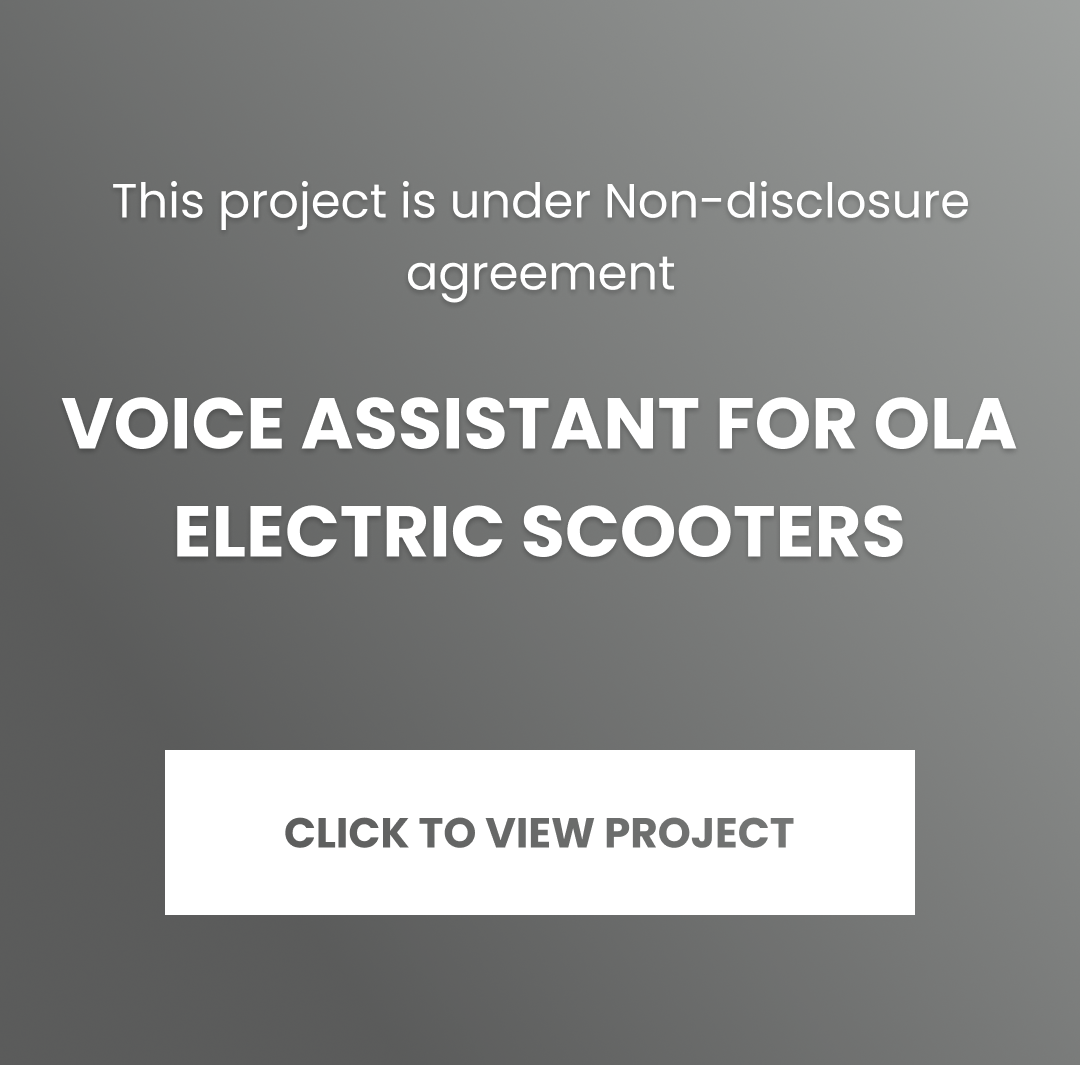 This project is under Non-disclosure
agreement
VOICE ASSISTANT FOR OLA
ELECTRIC SCOOTERS
CLICK TO VIEW PROJECT